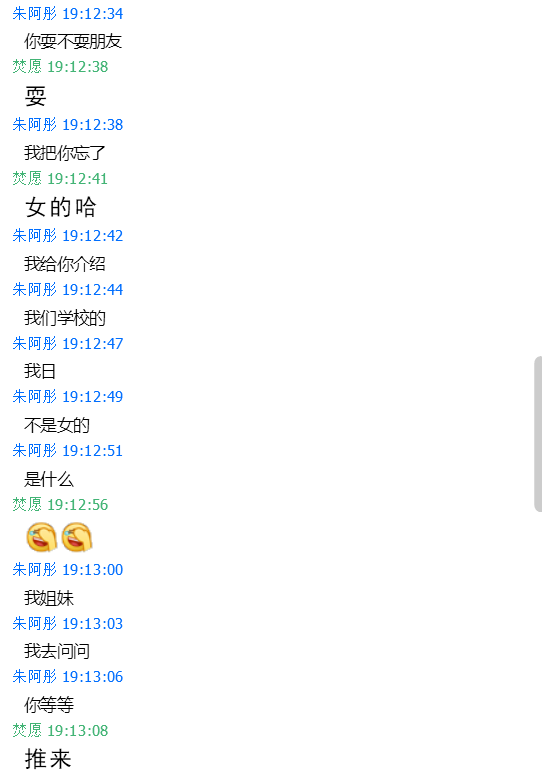 朱阿彤 19:12:34
你耍不耍朋友
焚愿 19:12:38
耍
朱阿彤 19:12:38
我把你忘了
焚愿 19:12:41
女的哈
朱阿彤 19:12:42
我给你介绍
朱阿彤 19:12:44
我们学校的
朱阿彤 19:12:47
我日
朱阿彤 19:12:49
不是女的
朱阿彤 19:12:51
是什么
焚愿 19:12:56
朱阿彤 19:13:00
我姐妹
朱阿彤 19:13:03
我去问问
朱阿彤 19:13:06
你等等
焚愿 19:13:08
推来